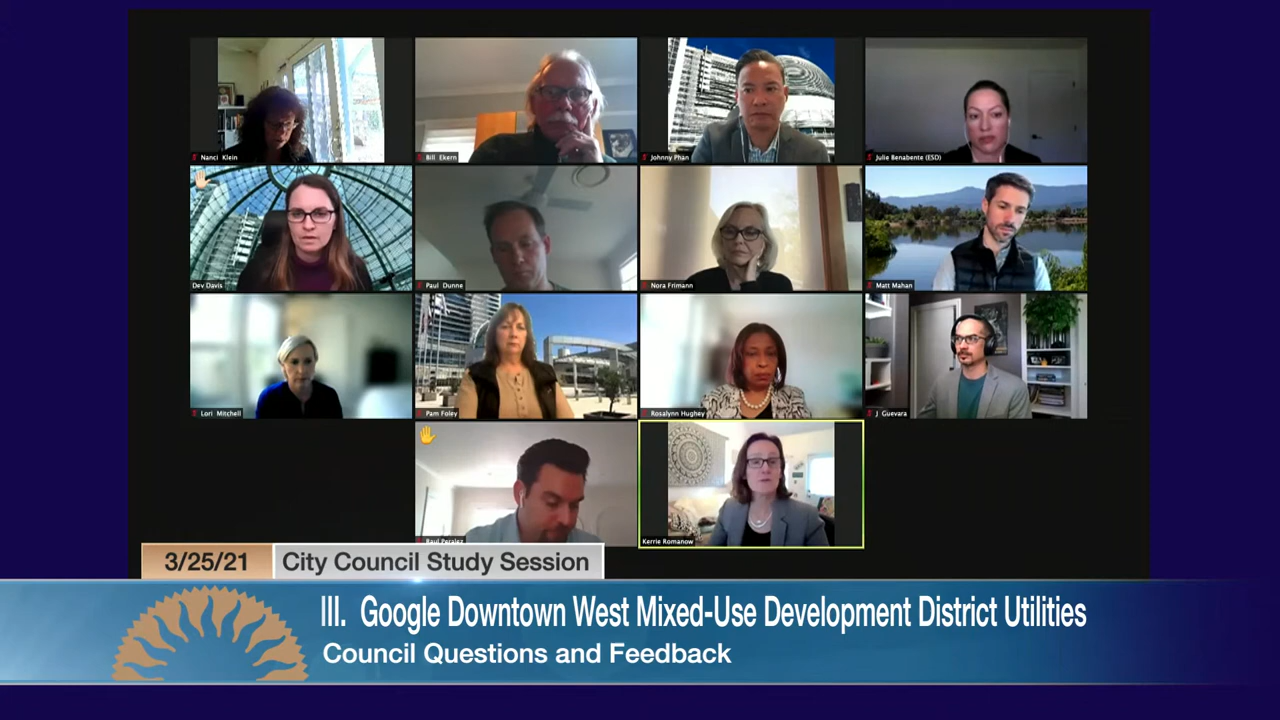 Nanci Klein
Bill Ekern
Johnny Phan
Julie Benabente (ESD)
Dev Davis
Paul Dunne
Nora Frimann
Matt Mahan
Lori Mitchell
Pam Foley
Rosalynn Hughey
J Guevara
Raul Peralez
Kerrie Romanow
3/25/21 City Council Study Session
III. Google Downtown West Mixed-Use Development District Utilities
Council Questions and Feedback